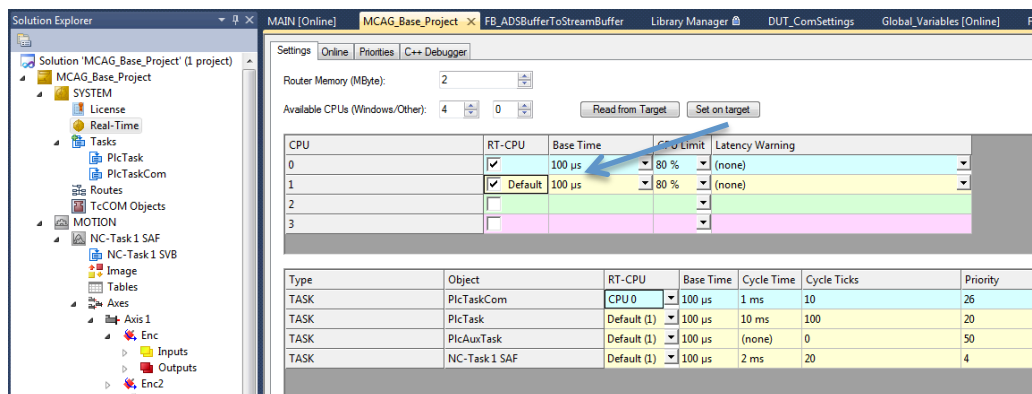 Solution Explorer
MAIN [Online] MCAG_Base_Project FB_ADSBufferToStreamBuffer Library Manager DUT_ComSettings Global_Variables [Online]
Solution 'MCAG_Base_Project' (1 project)
MCAG_Base_Project
SYSTEM
License
Real-Time
Tasks
PlcTask
PlcTaskCom
Routes
TcCOM Objects
MOTION
NC-Task 1 SAF
NC-Task 1 SVB
Image
Tables
Axes
Axis 1
Enc
Inputs
Outputs
Enc2
Settings Online Priorities C++ Debugger
Router Memory (MByte): 2
Available CPUs (Windows/Other): 4 0 Read from Target Set on target
CPU RT-CPU Base Time CPU Limit Latency Warning
0 100 µs 80 % (none)
1 Default 100 µs 80 % (none)
2
3
Type Object RT-CPU Base Time Cycle Time Cycle Ticks Priority
TASK PlcTaskCom CPU 0 100 µs 1 ms 10 26
TASK PlcTask Default (1) 100 µs 10 ms 100 20
TASK PlcAuxTask Default (1) 100 µs (none) 0 50
TASK NC-Task 1 SAF Default (1) 100 µs 2 ms 20 4